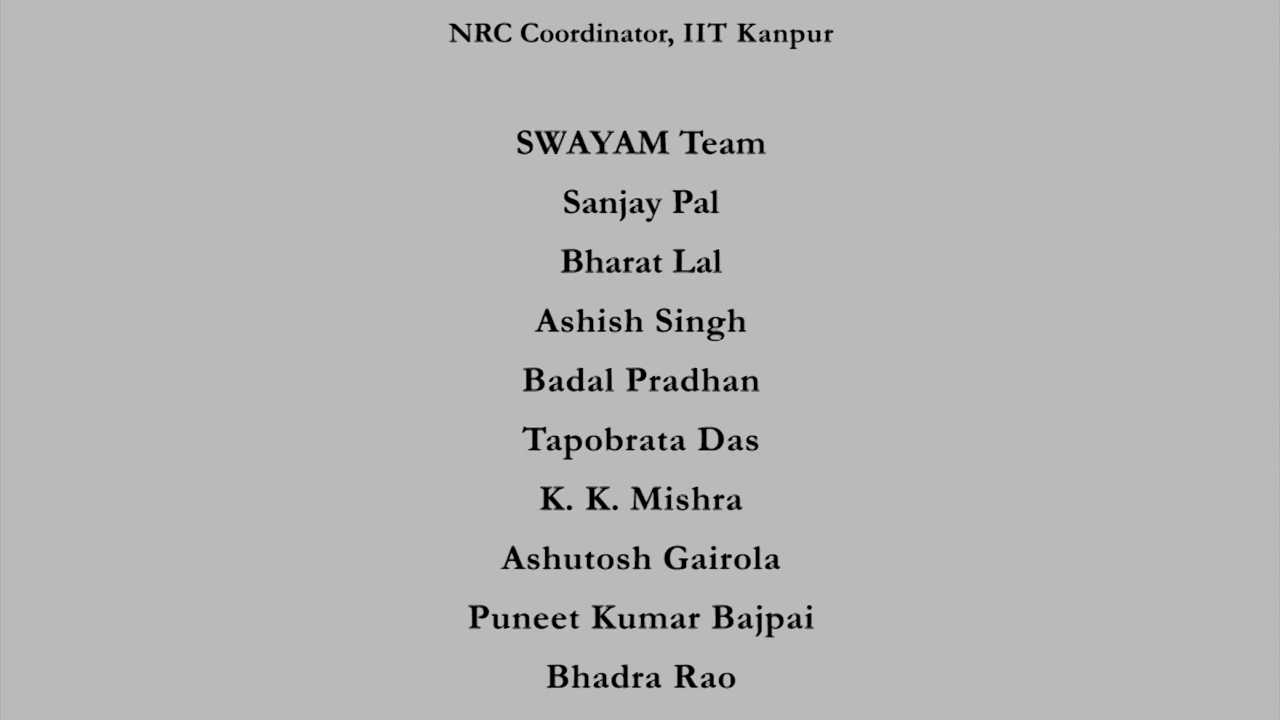 NRC Coordinator, IIT Kanpur
SWAYAM Team
Sanjay Pal
Bharat Lal
Ashish Singh
Badal Pradhan
Tapobrata Das
K. K. Mishra
Ashutosh Gairola
Puneet Kumar Bajpai
Bhadra Rao